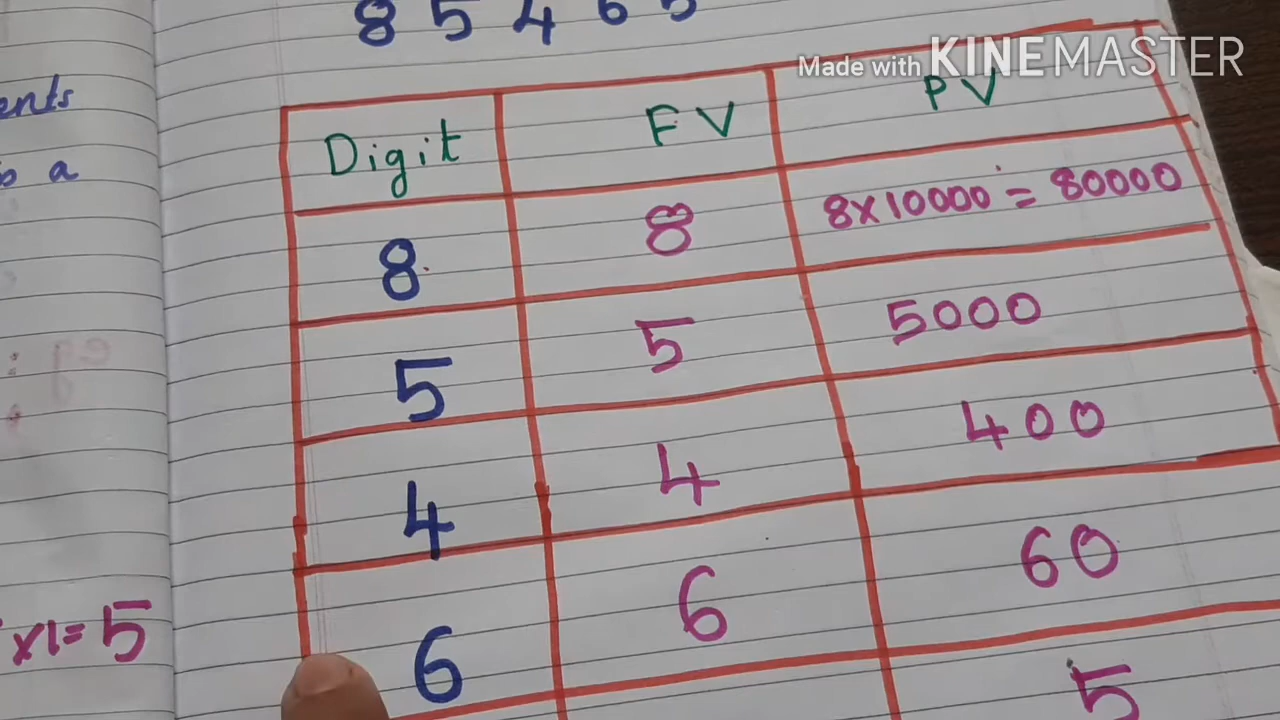 8 5 4 6 5
Made with KINEMASTER
Digit FV PV
8 8 8x10000 = 80000
5 5 5000
4 4 400
6 6 60
5
ents
a
x1= 5